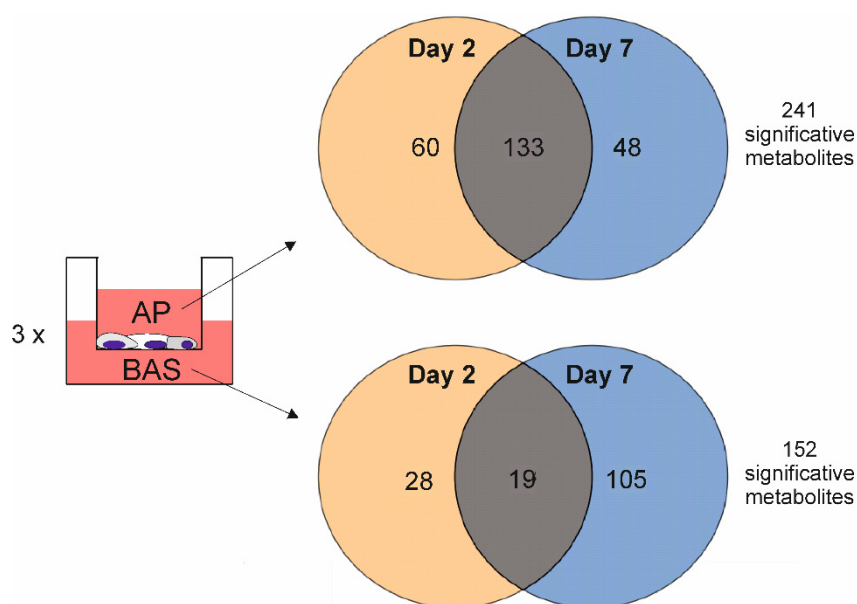 Day 2 Day 7
60 133 48
241
significative
metabolites
3 x
AP
BAS
Day 2 Day 7
28 19 105
152
significative
metabolites